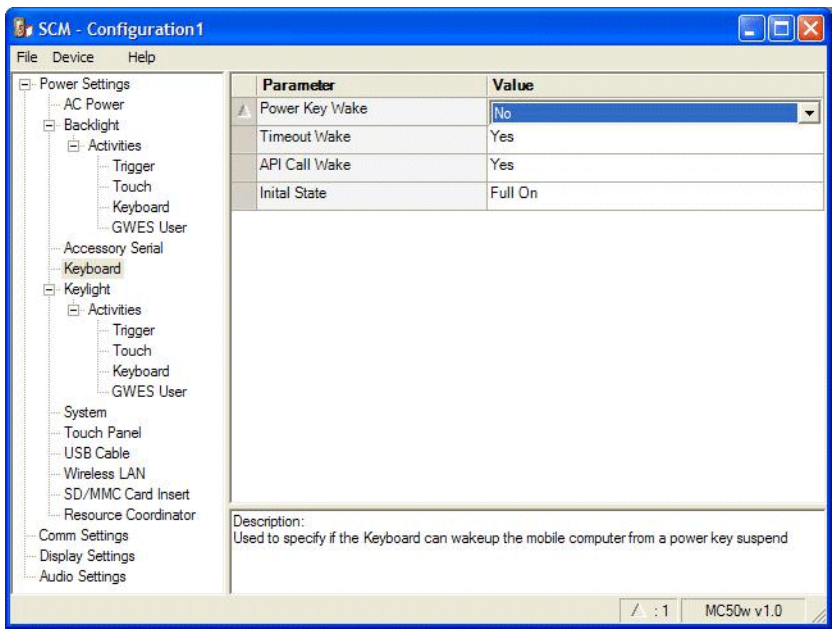 SCM - Configuration1
File Device Help
Power Settings
AC Power
Backlight
Activities
Trigger
Touch
Keyboard
GWES User
Accessory Serial
Keyboard
Keylight
Activities
Trigger
Touch
Keyboard
GWES User
System
Touch Panel
USB Cable
Wireless LAN
SD/MMC Card Insert
Resource Coordinator
Comm Settings
Display Settings
Audio Settings
Parameter Value
Power Key Wake No
Timeout Wake Yes
API Call Wake Yes
Inital State Full On
Description:
Used to specify if the Keyboard can wakeup the mobile computer from a power key suspend
: 1 MC50w v1.0